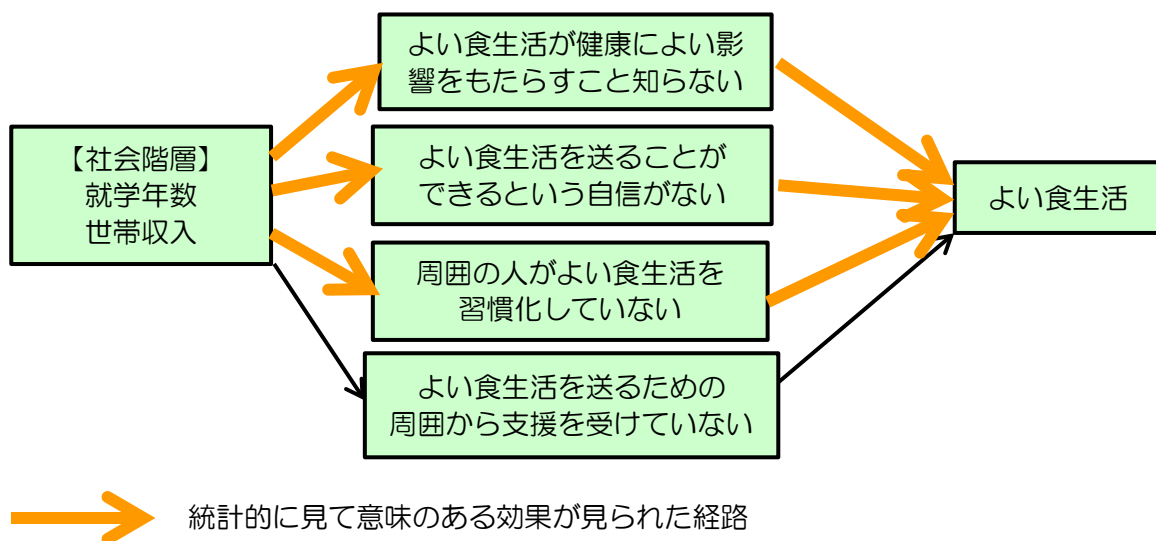 よい食生活が健康によい影
響をもたらすこと知らない
【社会階層】
就学年数
世帯収入
よい食生活を送ることが
できるという自信がない
よい食生活
周囲の人がよい食生活を
習慣化していない
よい食生活を送るための
周囲から支援を受けていない
統計的に見て意味のある効果が見られた経路